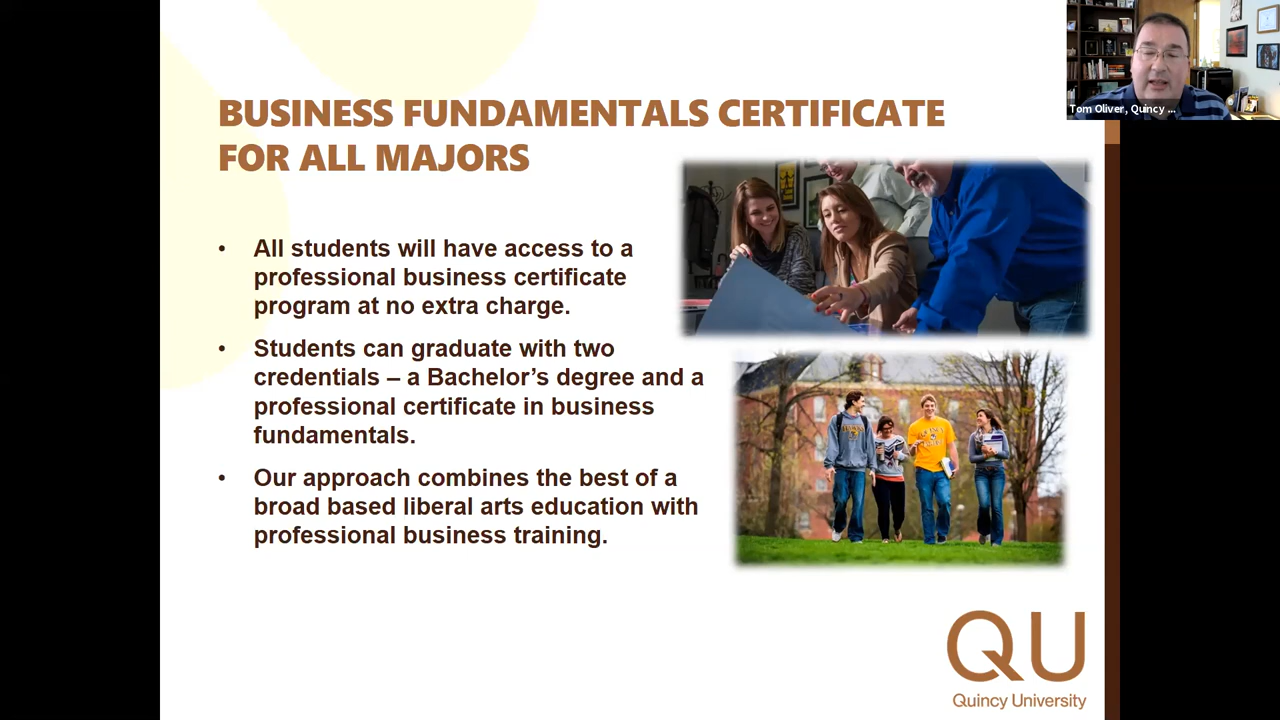 BUSINESS FUNDAMENTALS CERTIFICATE
FOR ALL MAJORS
• All students will have access to a
professional business certificate
program at no extra charge.
• Students can graduate with two
credentials – a Bachelor's degree and a
professional certificate in business
fundamentals.
• Our approach combines the best of a
broad based liberal arts education with
professional business training.
Tom Oliver, Quincy ...
QU
Quincy University